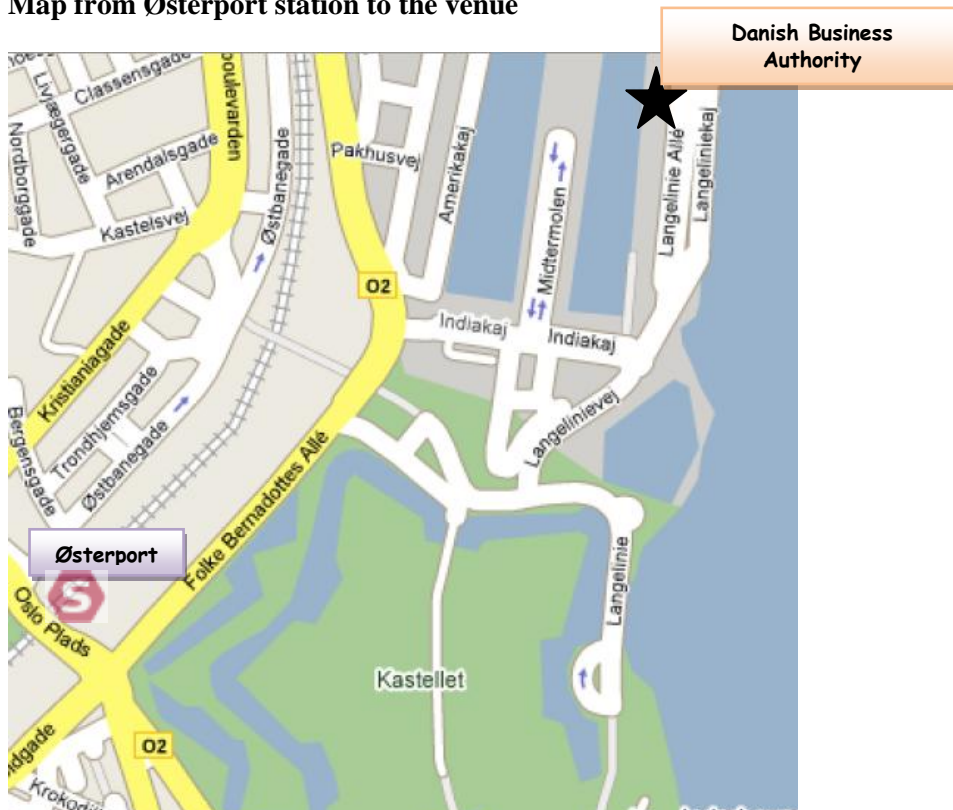 Map from Østerport station to the venue
Danish Business
Authority
Classensgade
Livjægergade
Nordborggade
Arendalsgade
Kastelsvej
Østbanegade
Pakhusvej
Amerikakaj
Midtermolen
Langelinie Allé
Langeliniekaj
O2
Indiakaj
Indiakaj
Kristianiagade
Trondhjemsgade
Østbanegade
Bergensgade
Langelinievej
Folke Bernadottes Allé
Østerport
S
Oslo Plads
Langelinie
Kastellet
O2